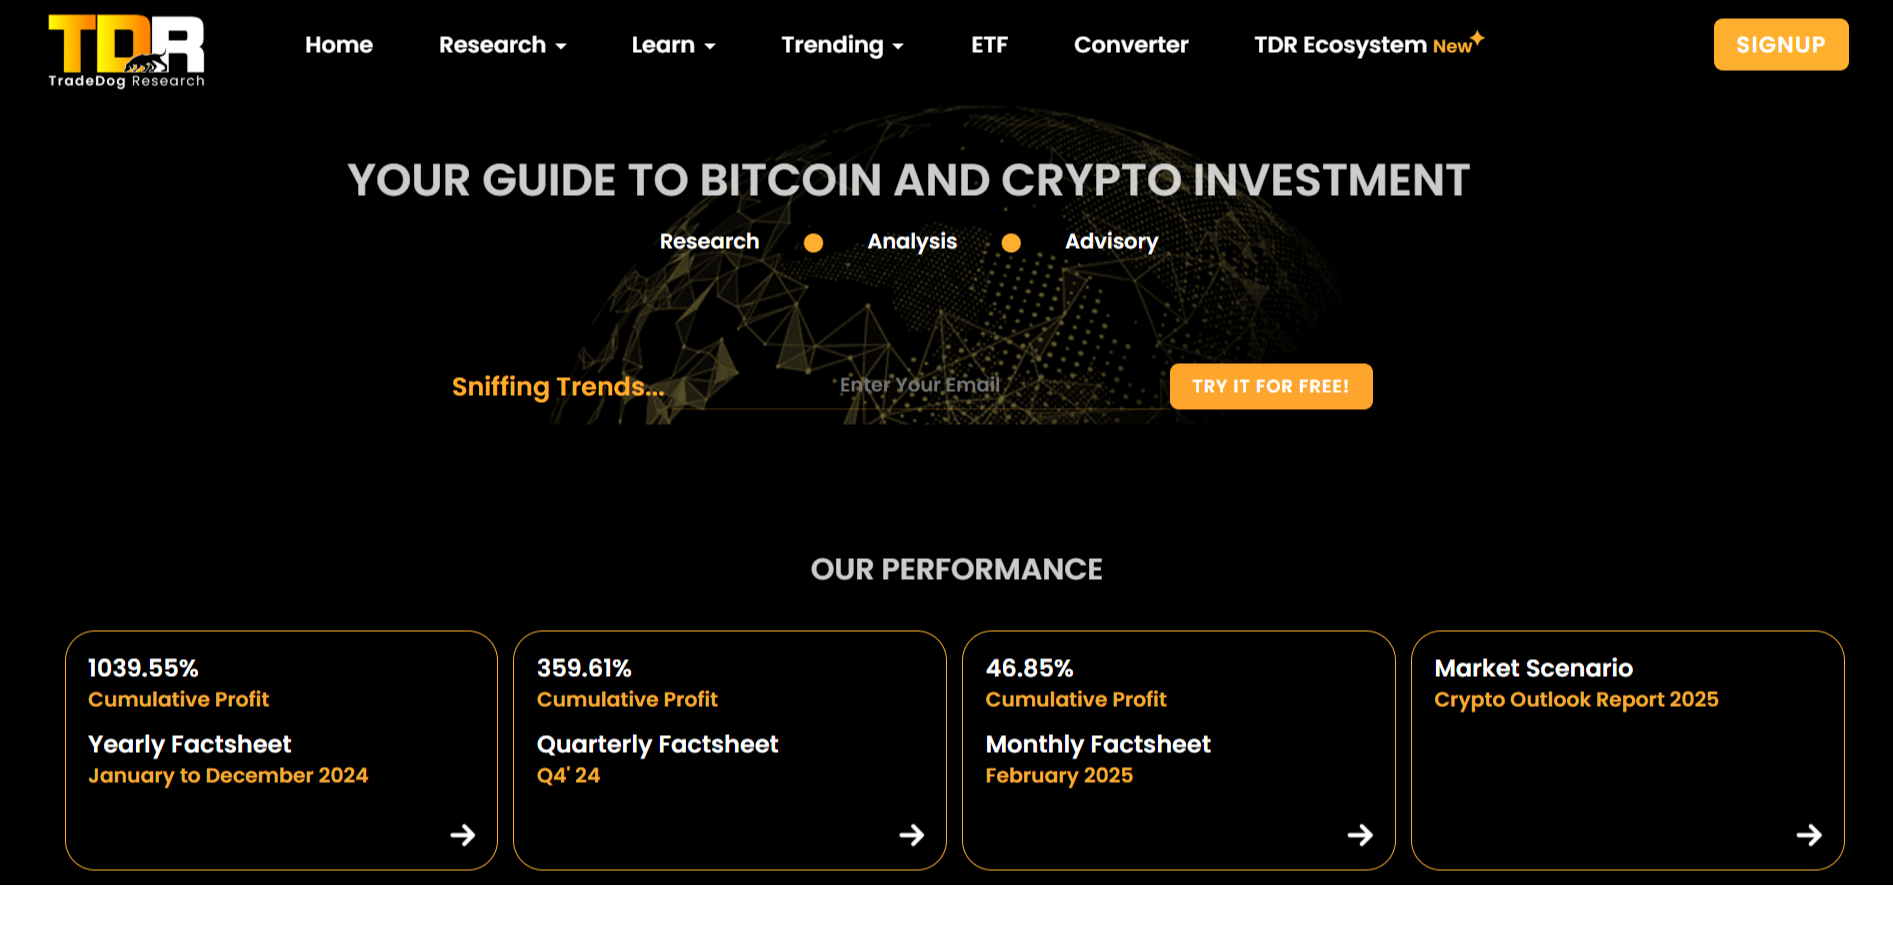 TDR
TradeDog Research
Home
Research
Learn
Trending
ETF
Converter
TDR Ecosystem New
SIGNUP
YOUR GUIDE TO BITCOIN AND CRYPTO INVESTMENT
Research
Analysis
Advisory
Sniffing Trends...
Enter Your Email
TRY IT FOR FREE!
OUR PERFORMANCE
1039.55%
Cumulative Profit
Yearly Factsheet
January to December 2024
359.61%
Cumulative Profit
Quarterly Factsheet
Q4' 24
46.85%
Cumulative Profit
Monthly Factsheet
February 2025
Market Scenario
Crypto Outlook Report 2025